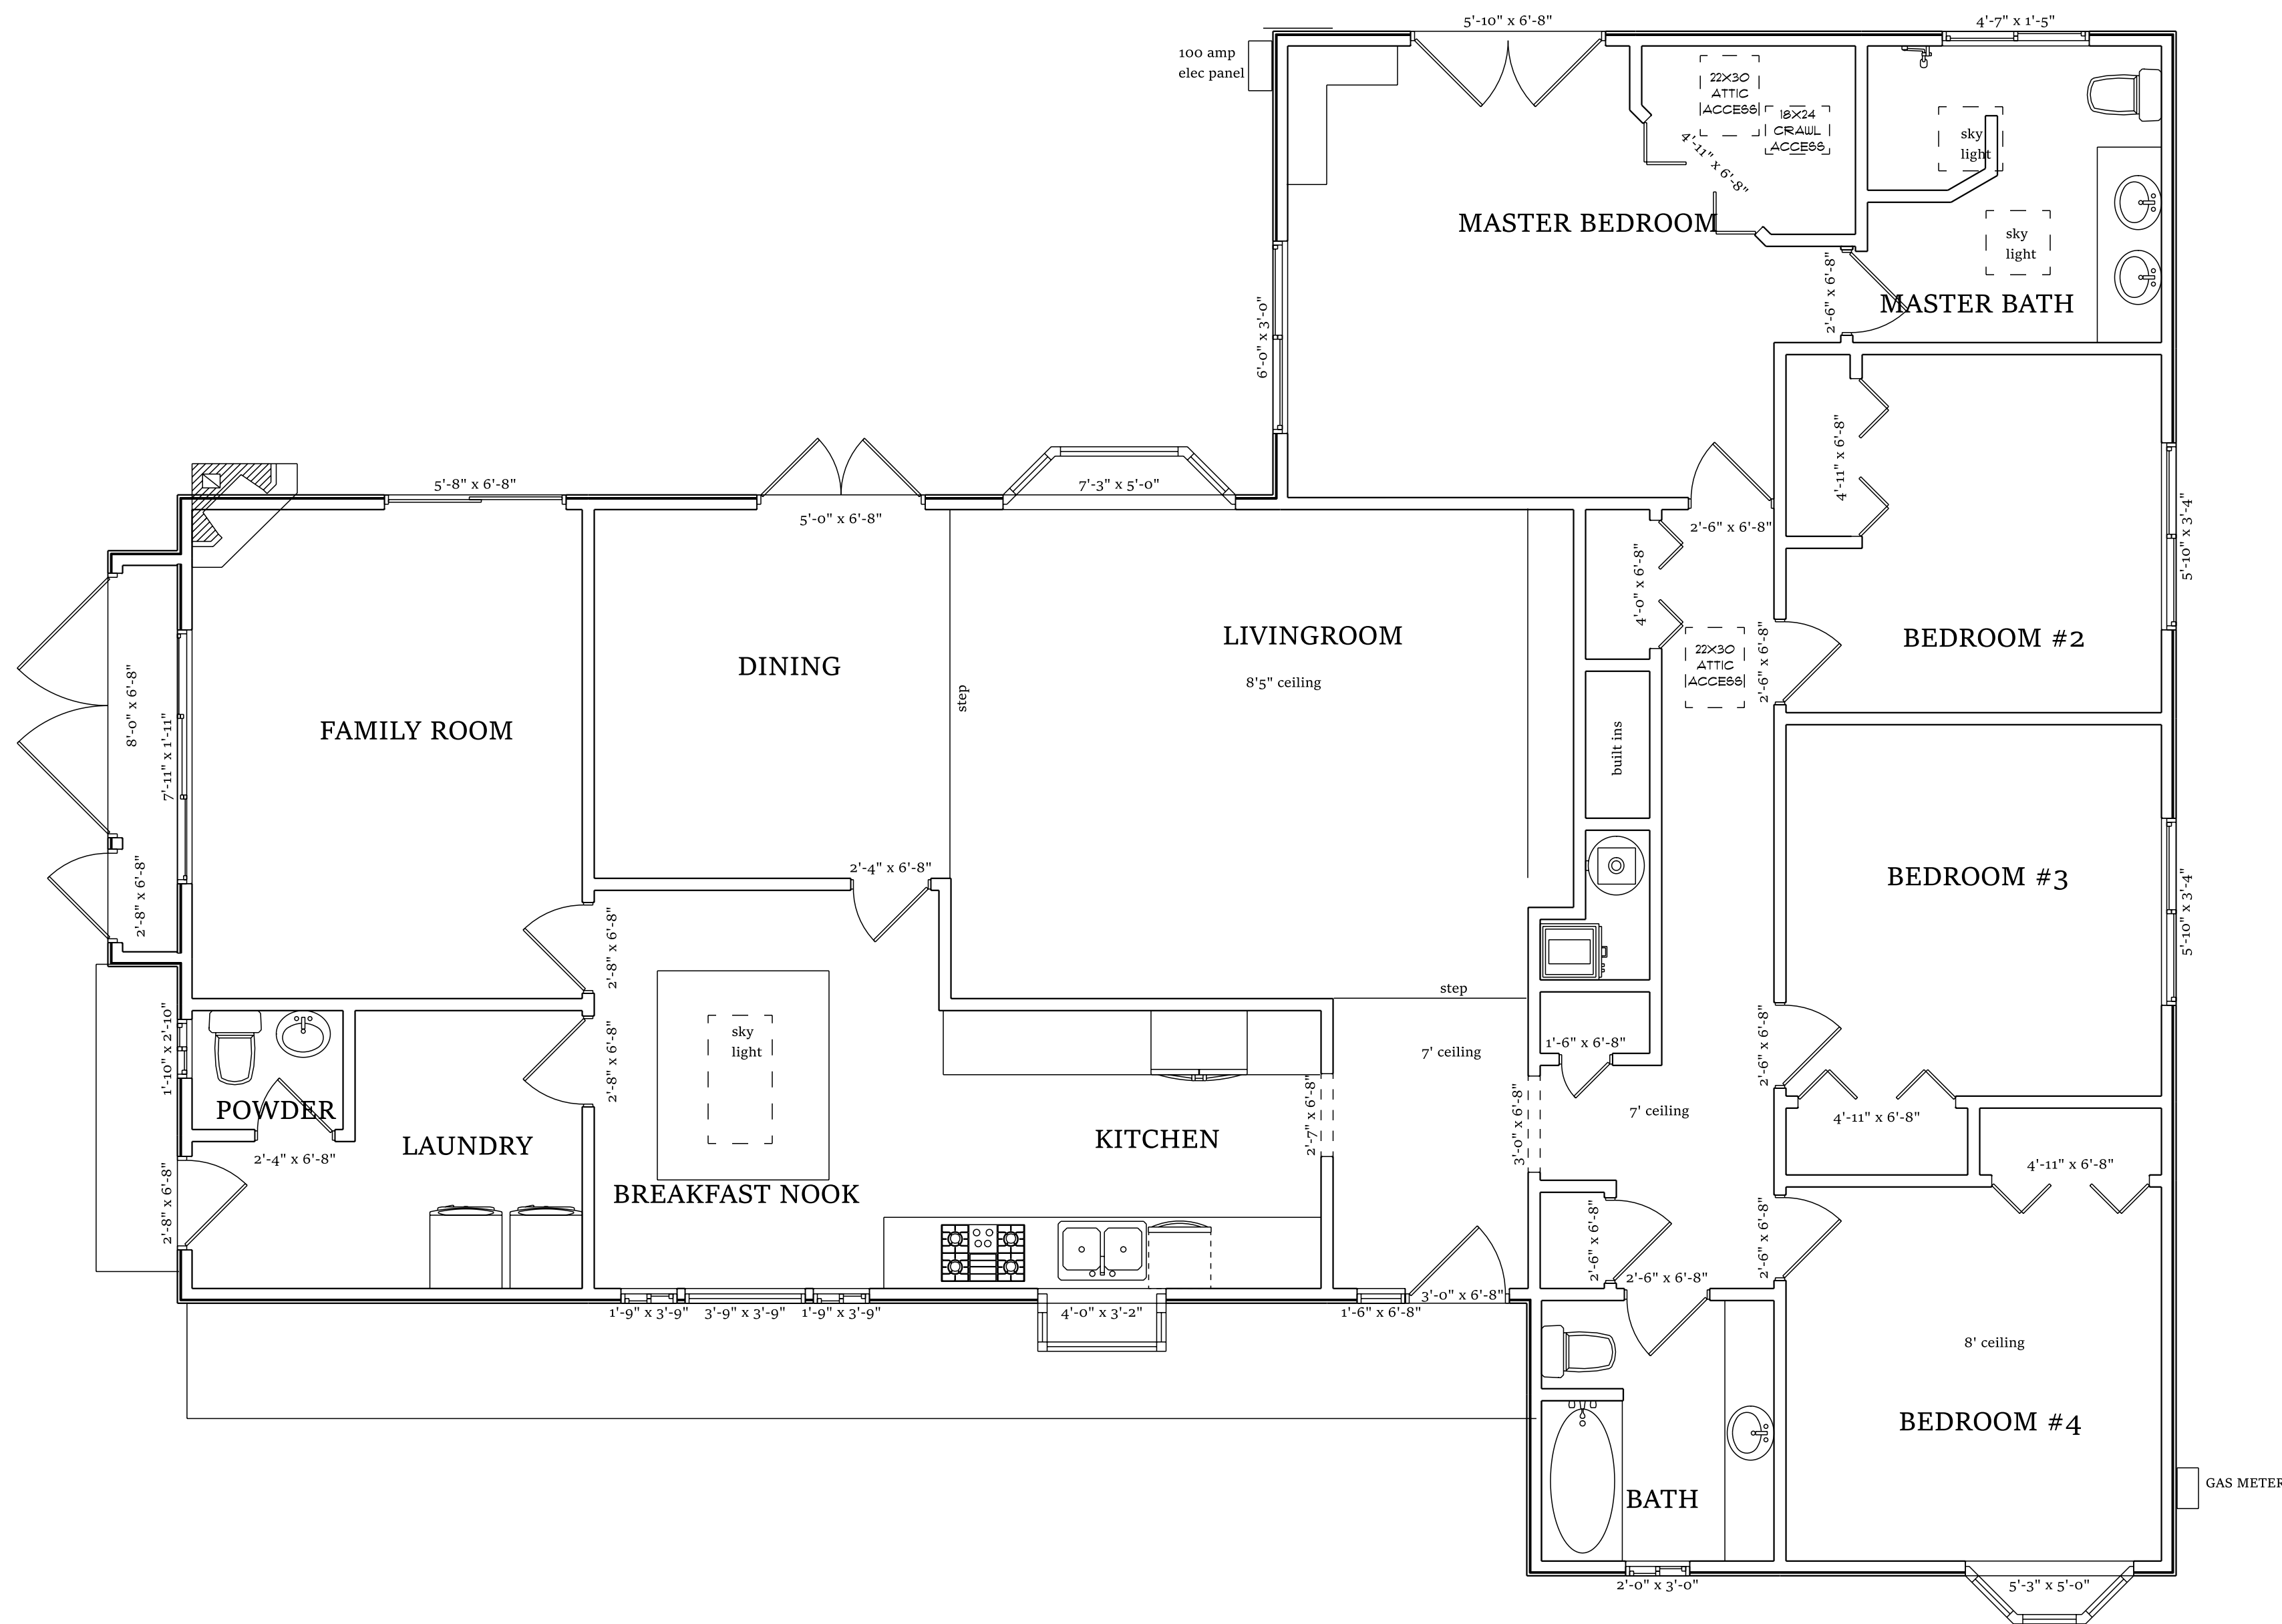 5'-10" x 6'-8"
4'-7" x 1'-5"
100 amp
elec panel
22X30
ATTIC
ACCESS
18X24
CRAWL
ACCESS
4'-11" x 6'-8"
sky
light
MASTER BEDROOM
sky
light
2'-6" x 6'-8"
MASTER BATH
6'-0" x 3'-0"
4'-11" x 6'-8"
5'-8" x 6'-8"
7'-3" x 5'-0"
5'-0" x 6'-8"
2'-6" x 6'-8"
5'-10" x 3'-4"
4'-0" x 6'-8"
LIVINGROOM
BEDROOM #2
8'5" ceiling
DINING
step
22X30
ATTIC
ACCESS
2'-6" x 6'-8"
8'-0" x 6'-8"
7'-11" x 1'-11"
FAMILY ROOM
built ins
2'-4" x 6'-8"
BEDROOM #3
5'-10" x 3'-4"
2'-8" x 6'-8"
2'-8" x 6'-8"
step
1'-10" x 2'-10"
2'-8" x 6'-8"
sky
light
7' ceiling
1'-6" x 6'-8"
2'-6" x 6'-8"
POWDER
2'-7" x 6'-8"
3'-0" x 6'-8"
7' ceiling
4'-11" x 6'-8"
LAUNDRY
KITCHEN
2'-4" x 6'-8"
4'-11" x 6'-8"
2'-8" x 6'-8"
BREAKFAST NOOK
2'-6" x 6'-8"
2'-6" x 6'-8"
2'-6" x 6'-8"
3'-0" x 6'-8"
1'-9" x 3'-9"
3'-9" x 3'-9"
1'-9" x 3'-9"
4'-0" x 3'-2"
1'-6" x 6'-8"
8' ceiling
BEDROOM #4
GAS METER
BATH
2'-0" x 3'-0"
5'-3" x 5'-0"